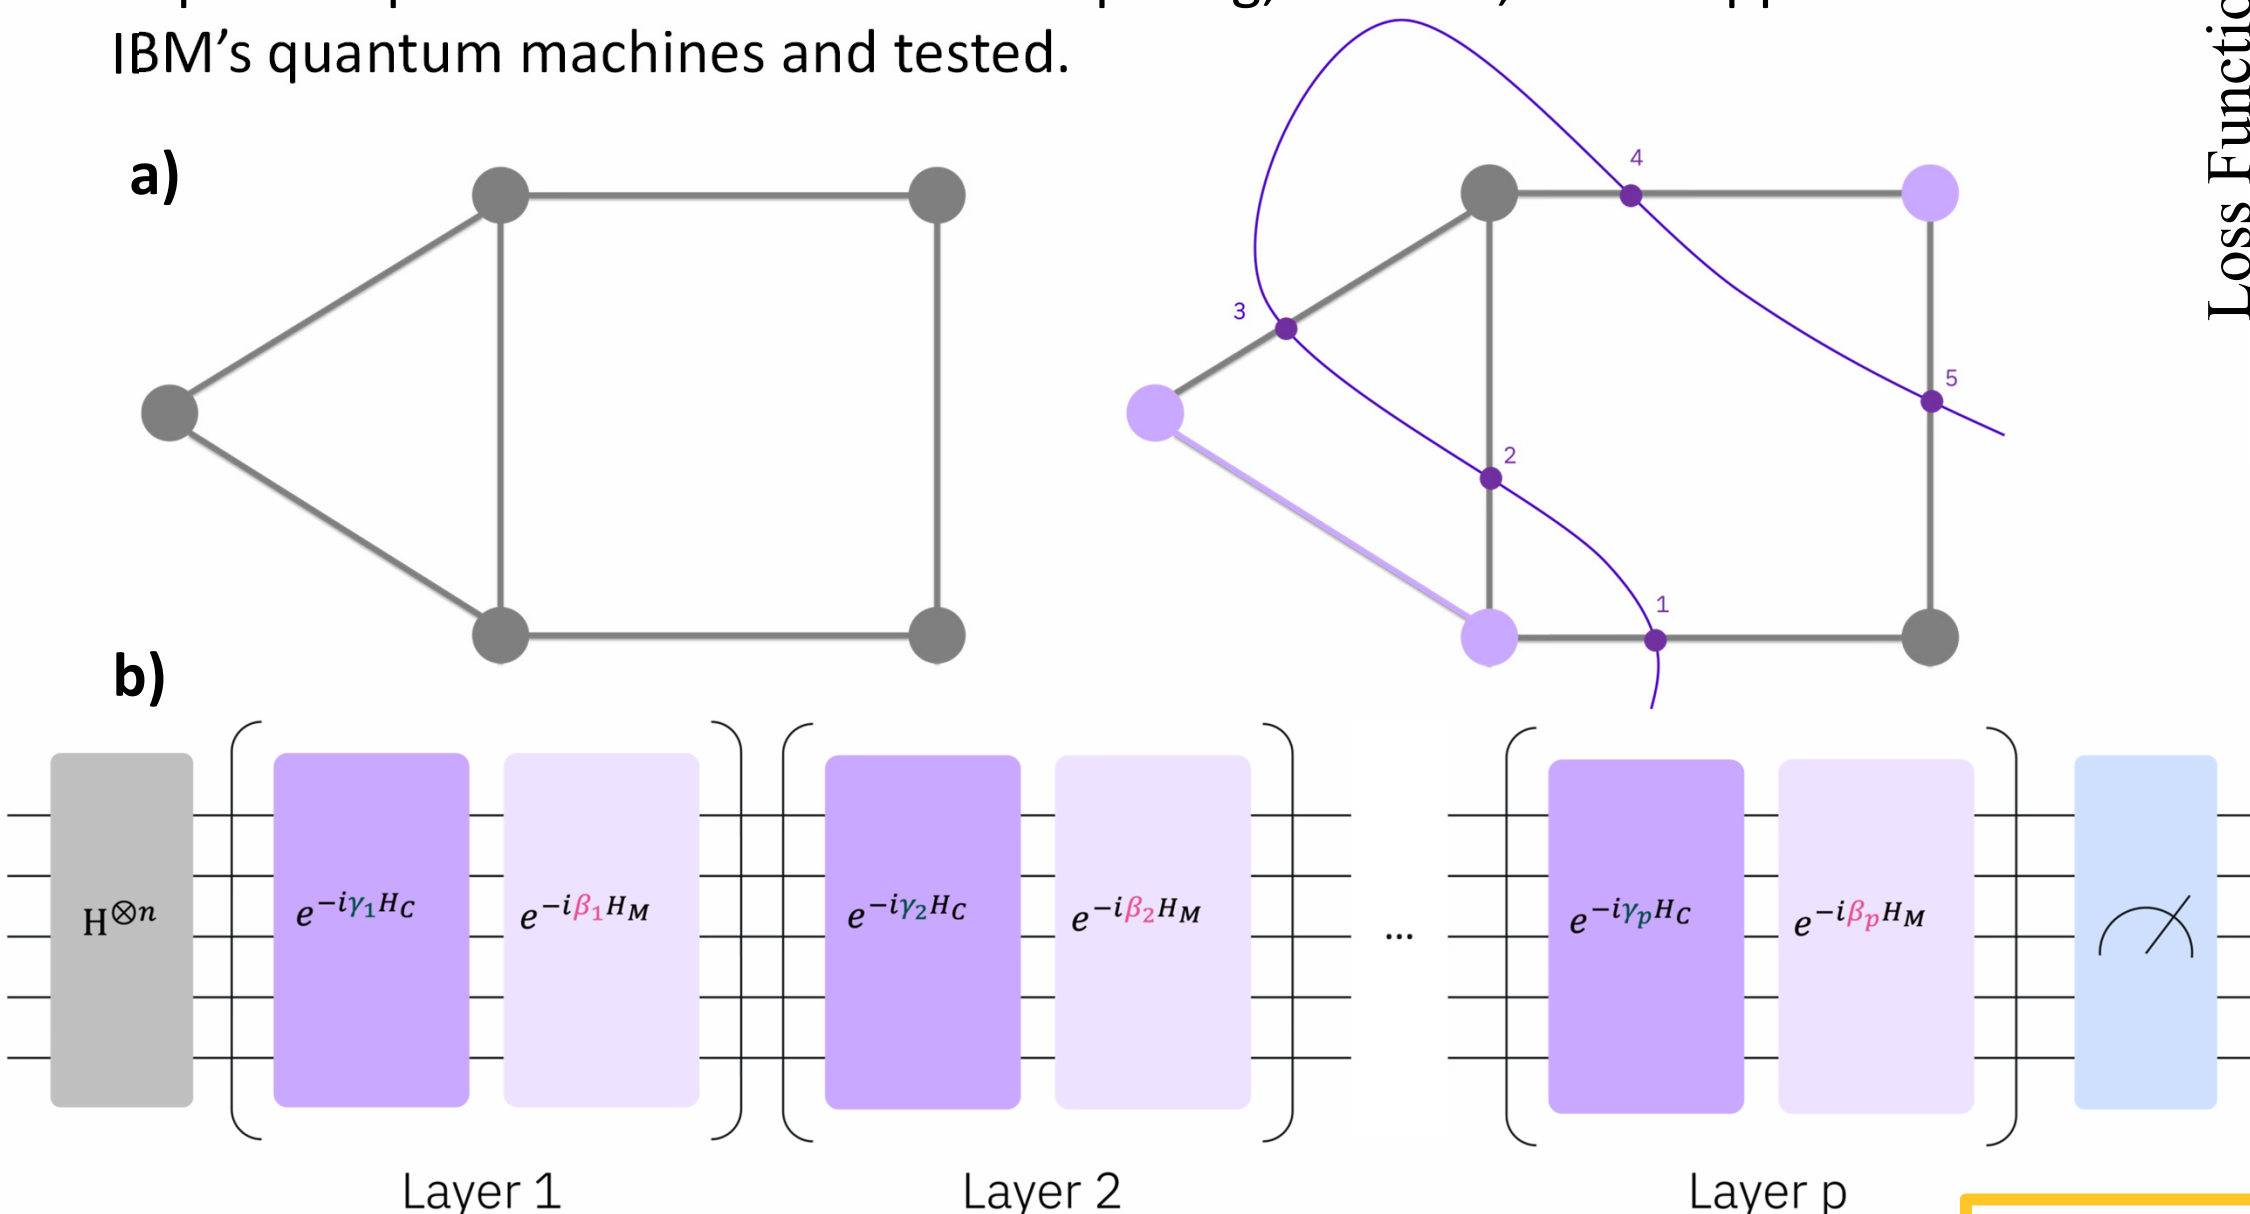 IBM’s quantum machines and tested.
Loss Functio
a)
4
3
5
2
1
b)
H⊗n
e−iγ1HC
e−iβ1HM
e−iγ2HC
e−iβ2HM
...
e−iγpHC
e−iβpHM
Layer 1
Layer 2
Layer p